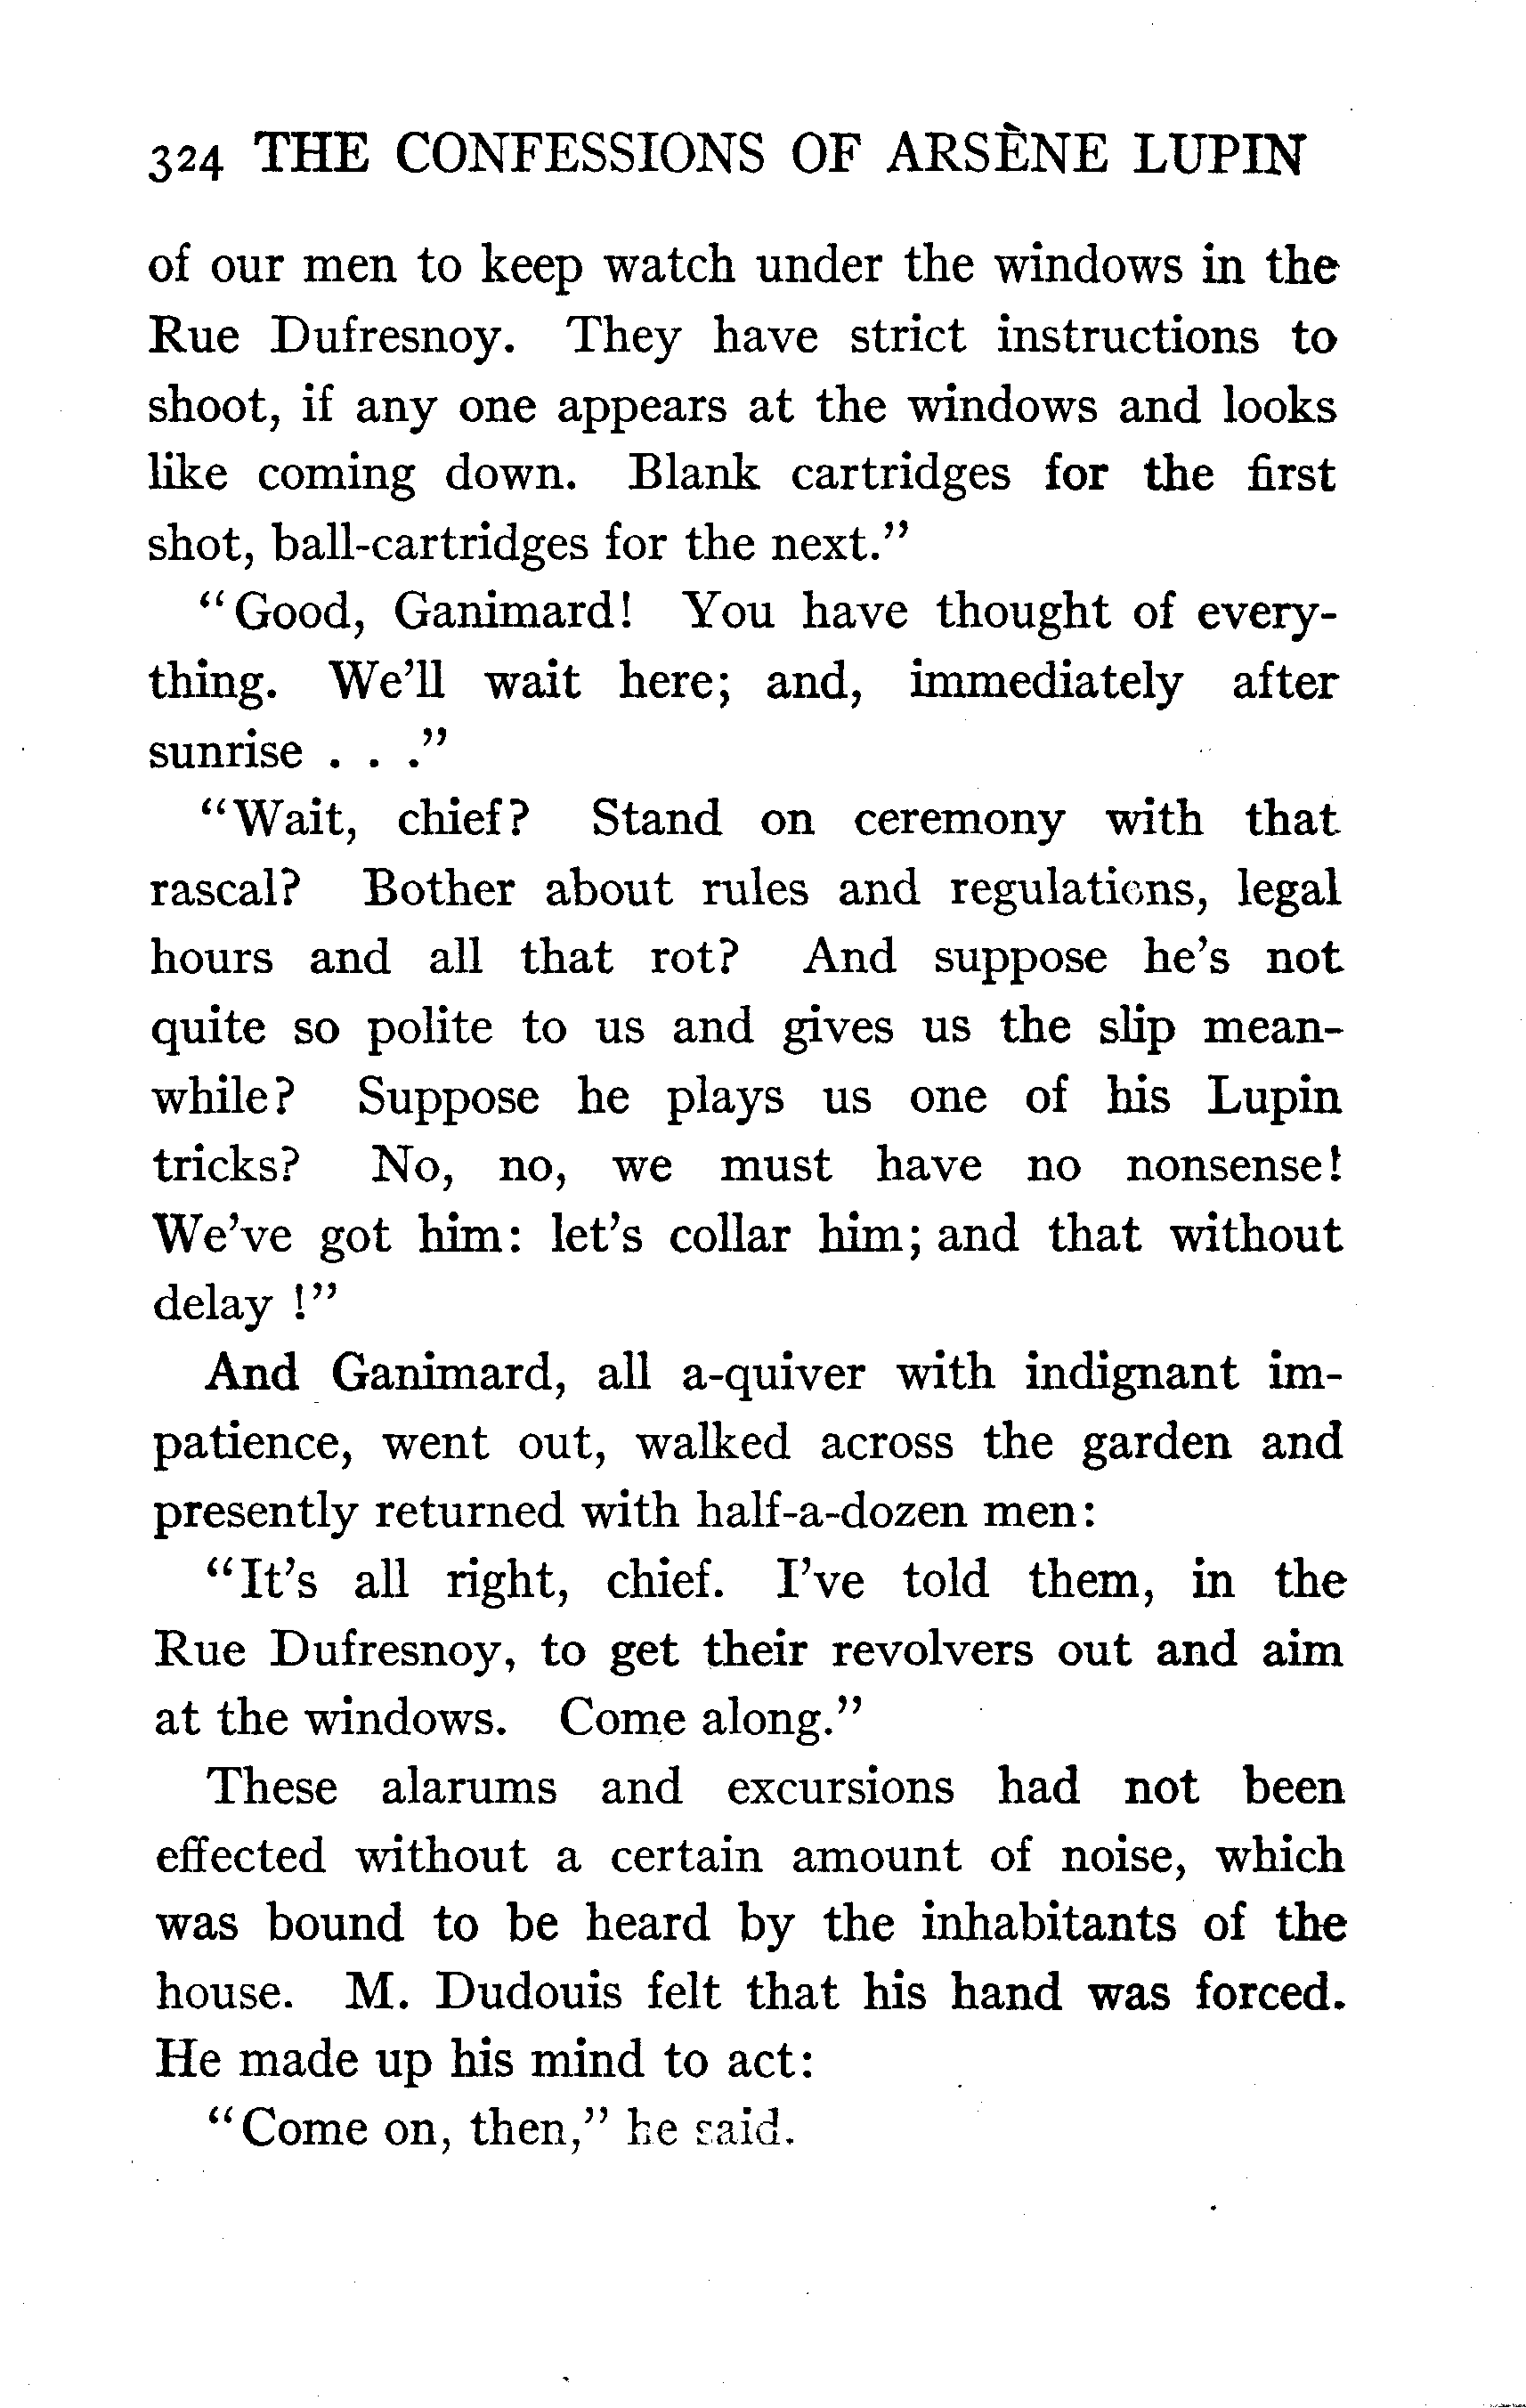 324 THE CONFESSIONS OF ARSÈNE LUPIN
of our men to keep watch under the windows in the
Rue Dufresnoy. They have strict instructions to
shoot, if any one appears at the windows and looks
like coming down. Blank cartridges for the first
shot, ball-cartridges for the next.”
“Good, Ganimard! You have thought of every-
thing. We’ll wait here; and, immediately after
sunrise . . .”
“Wait, chief? Stand on ceremony with that
rascal? Bother about rules and regulations, legal
hours and all that rot? And suppose he’s not
quite so polite to us and gives us the slip mean-
while? Suppose he plays us one of his Lupin
tricks? No, no, we must have no nonsense!
We’ve got him: let’s collar him; and that without
delay !”
And Ganimard, all a-quiver with indignant im-
patience, went out, walked across the garden and
presently returned with half-a-dozen men:
“It’s all right, chief. I’ve told them, in the
Rue Dufresnoy, to get their revolvers out and aim
at the windows. Come along.”
These alarums and excursions had not been
effected without a certain amount of noise, which
was bound to be heard by the inhabitants of the
house. M. Dudouis felt that his hand was forced.
He made up his mind to act:
“Come on, then,” he said.